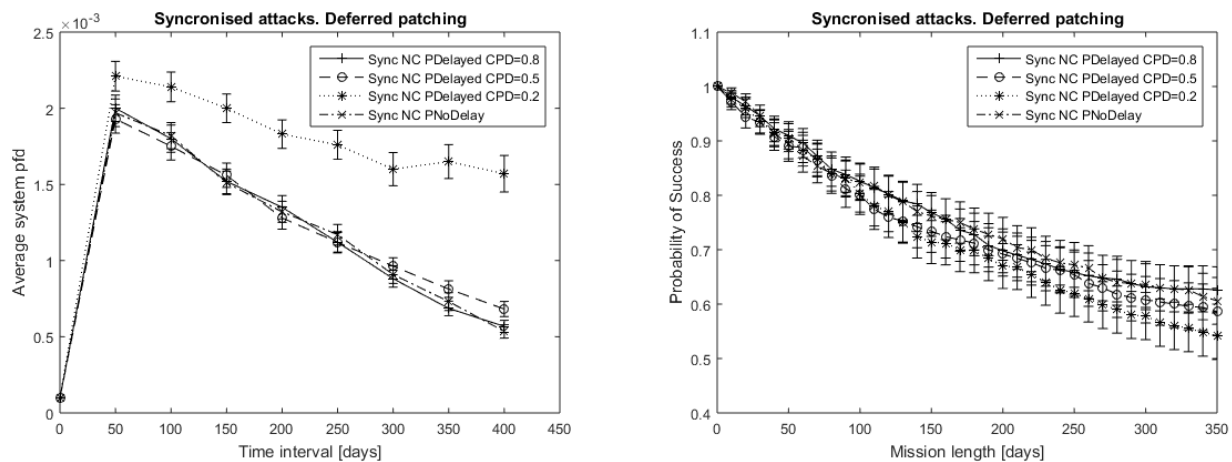 Syncronised attacks. Deferred patching
×10⁻³
2.5
2
1.5
1
0.5
0
Average system pfd
0 50 100 150 200 250 300 350 400 450
Time interval [days]
Sync NC PDelayed CPD=0.8
Sync NC PDelayed CPD=0.5
Sync NC PDelayed CPD=0.2
Sync NC PNoDelay
Syncronised attacks. Deferred patching
1.1
1
0.9
0.8
0.7
0.6
0.5
0.4
Probability of Success
0 50 100 150 200 250 300 350
Mission length [days]
Sync NC PDelayed CPD=0.8
Sync NC PDelayed CPD=0.5
Sync NC PDelayed CPD=0.2
Sync NC PNoDelay